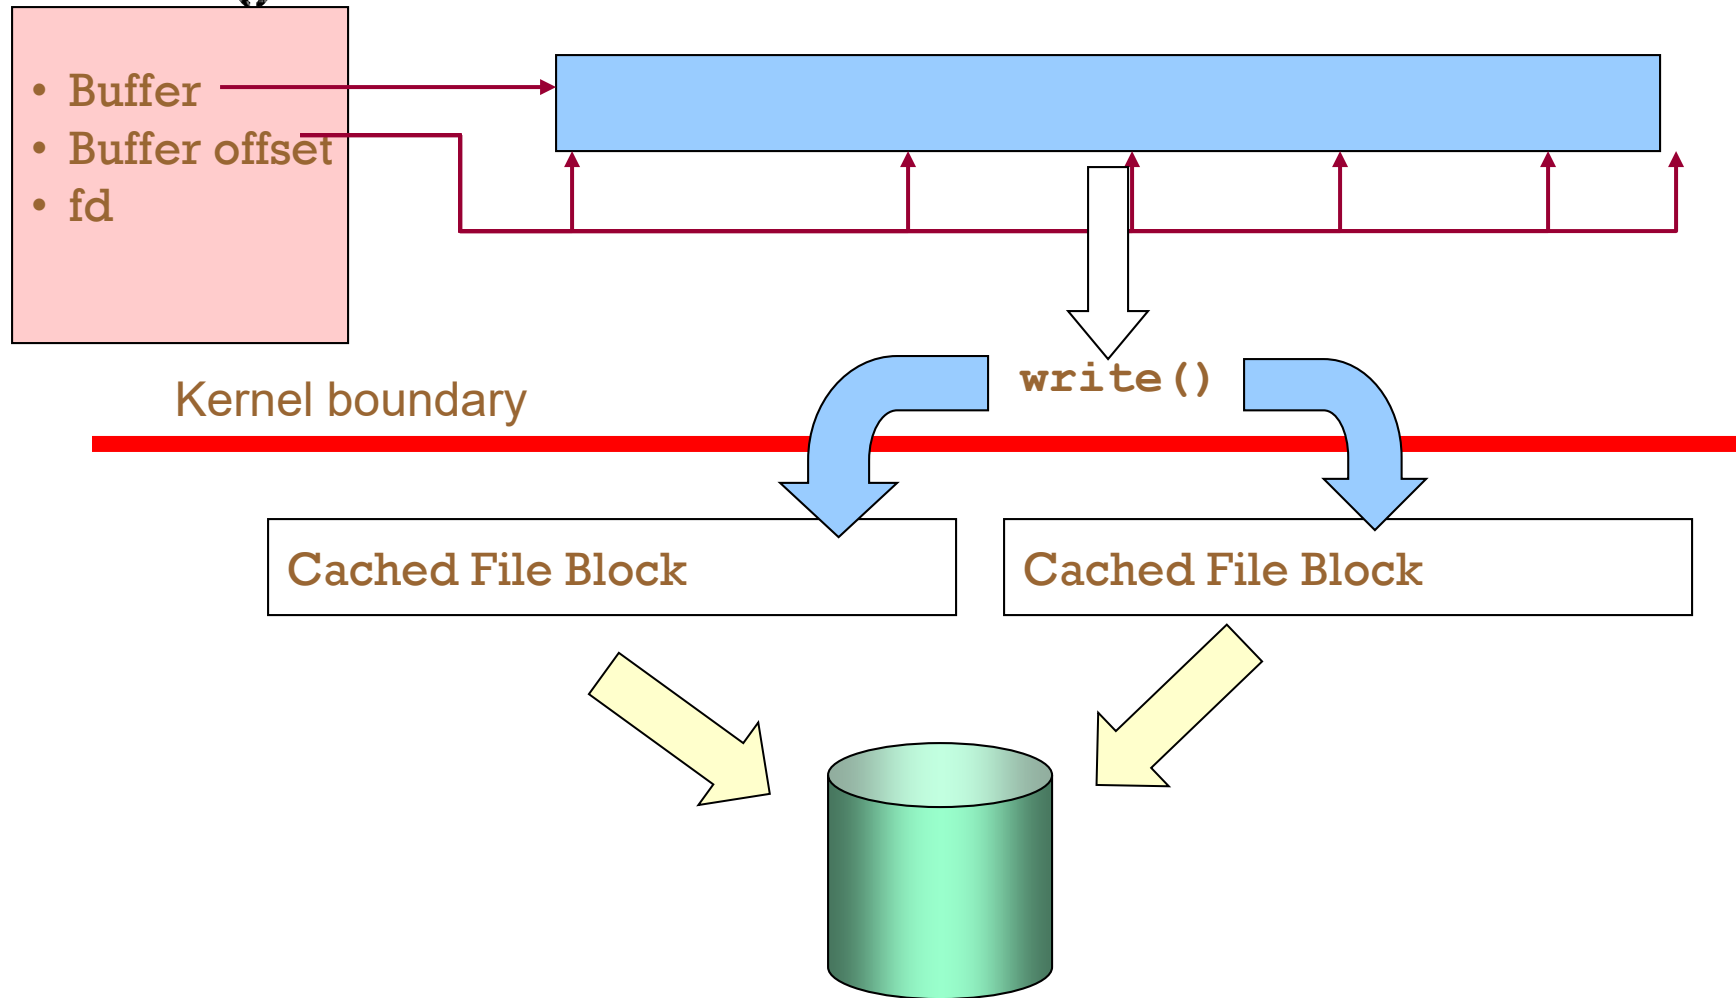 • Buffer
• Buffer offset
• fd
write()
Kernel boundary
Cached File Block
Cached File Block